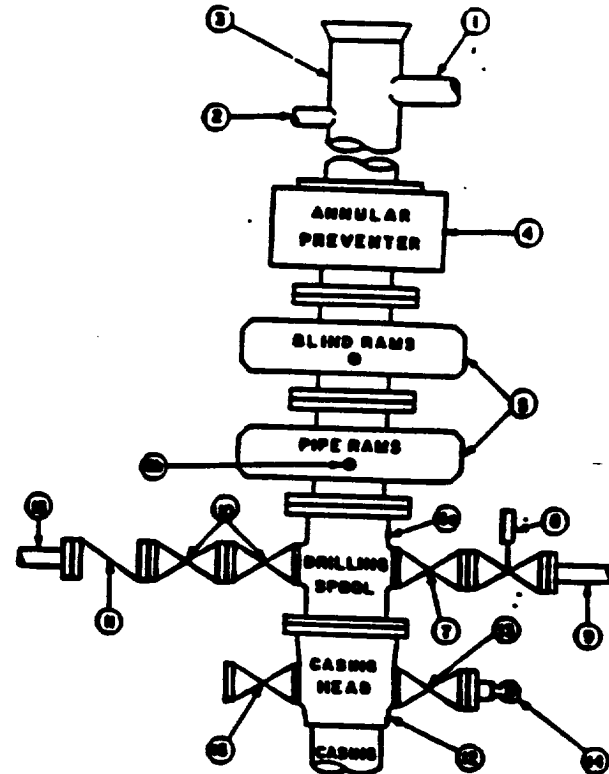 3
1
2
ANNULAR
PREVENTER
4
BLIND RAMS
5
PIPE RAMS
8
10
DRILLING
SPOOL
11
7
9
CASING
HEAD
CASING